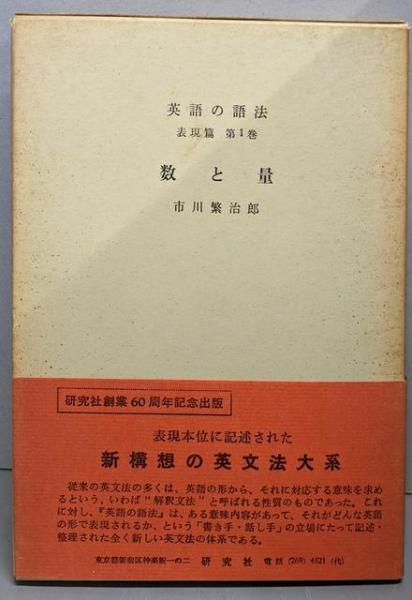 英語の語法
表現篇 第1巻
数と量
市川繁治郎
研究社創業60周年記念出版
表現本位に記述された
新構想の英文法大系
従来の英文法の多くは、英語の形から、それに対応する意味を求め
るという、いわば"解釈文法"と呼ばれる性質のものであった。これ
に対し、『英語の語法』は、ある意味内容があって、それがどんな英語
の形で表現されるか、という「書き手・話し手」の立場にたって記述・
整理された全く新しい英文法の体系である。
東京都新宿区神楽坂一の二 研究社 電話 (269) 4521 (代)